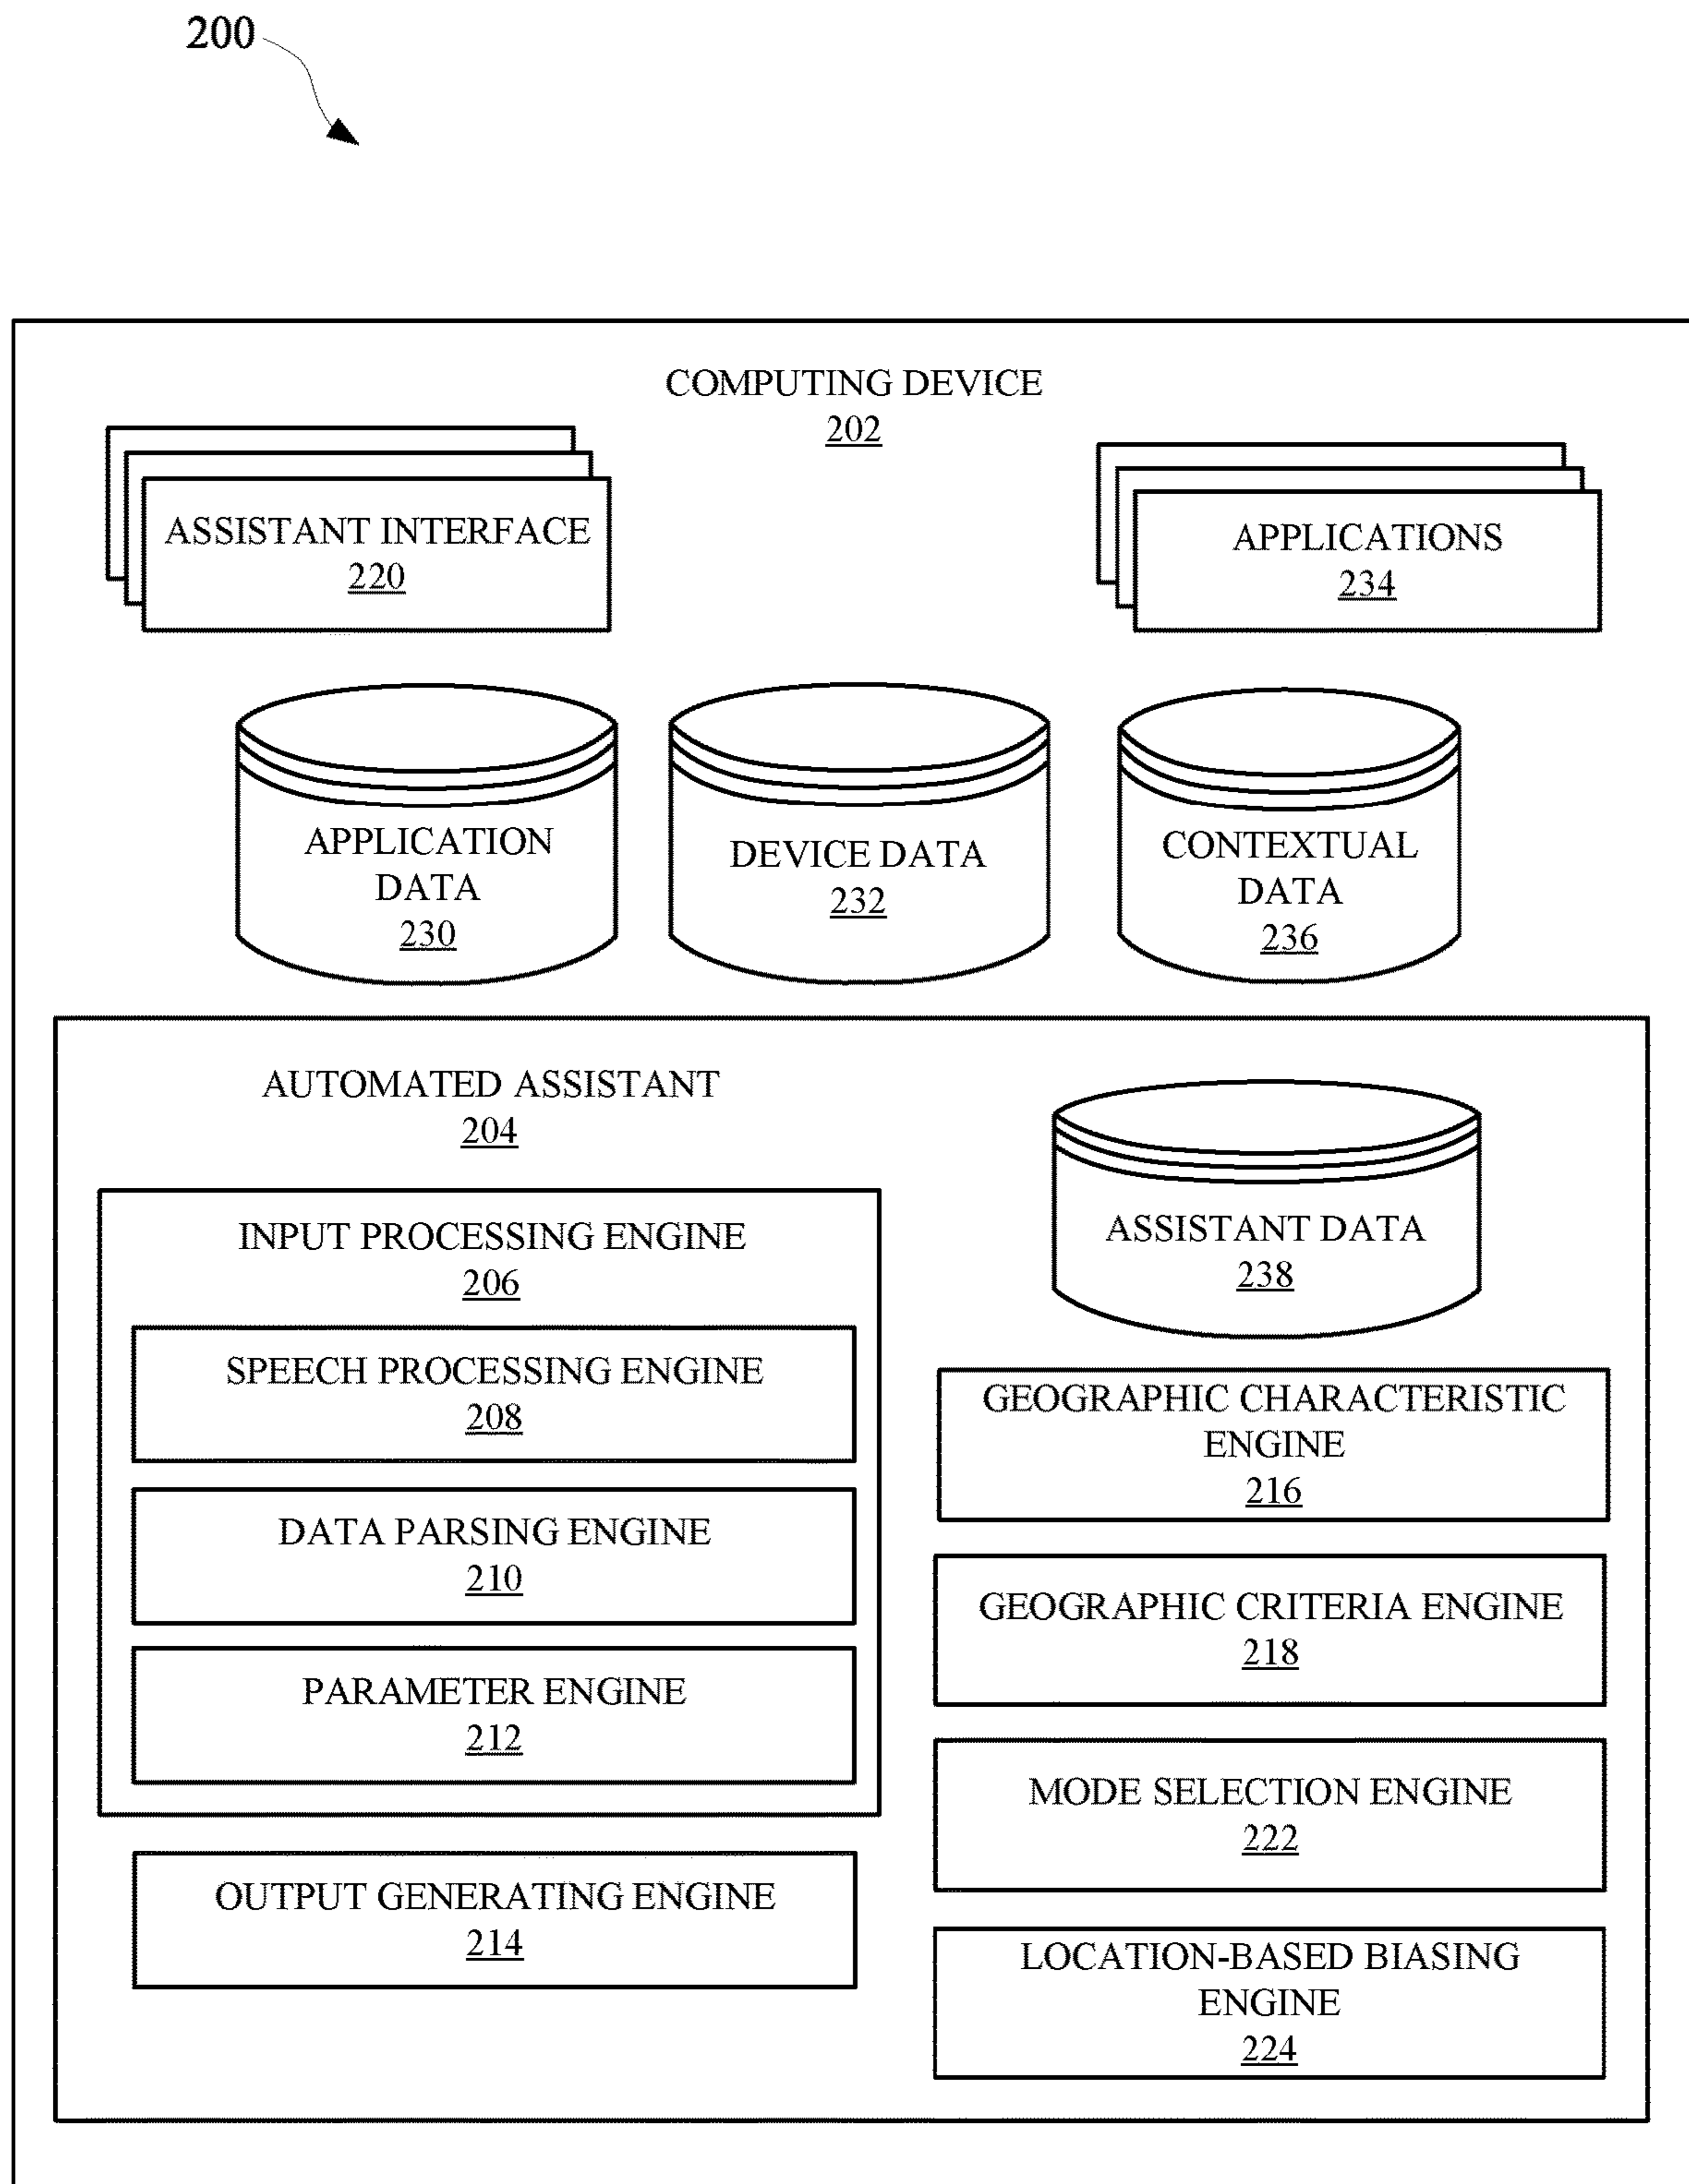 200
COMPUTING DEVICE
202
ASSISTANT INTERFACE
220
APPLICATIONS
234
APPLICATION
DATA
230
DEVICE DATA
232
CONTEXTUAL
DATA
236
AUTOMATED ASSISTANT
204
INPUT PROCESSING ENGINE
206
SPEECH PROCESSING ENGINE
208
DATA PARSING ENGINE
210
PARAMETER ENGINE
212
OUTPUT GENERATING ENGINE
214
ASSISTANT DATA
238
GEOGRAPHIC CHARACTERISTIC
ENGINE
216
GEOGRAPHIC CRITERIA ENGINE
218
MODE SELECTION ENGINE
222
LOCATION-BASED BIASING
ENGINE
224